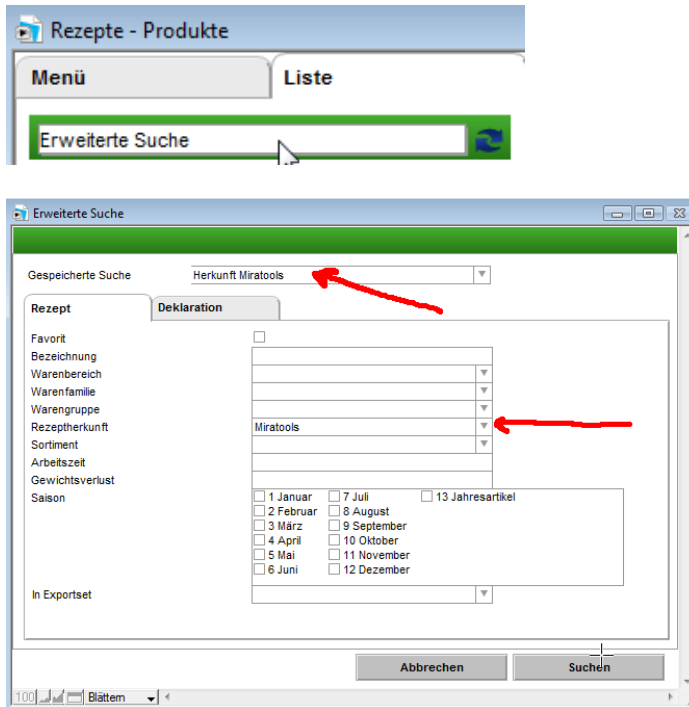 Rezepte - Produkte
Menü Liste
Erweiterte Suche
Erweiterte Suche
Gespeicherte Suche Herkunft Miratools
Rezept Deklaration
Favorit
Bezeichnung
Warenbereich
Warenfamilie
Warengruppe
Rezeptherkunft Miratools
Sortiment
Arbeitszeit
Gewichtsverlust
Saison 1 Januar 7 Juli 13 Jahresartikel
2 Februar 8 August
3 März 9 September
4 April 10 Oktober
5 Mai 11 November
6 Juni 12 Dezember
In Exportset
Abbrechen Suchen
100 Blättern